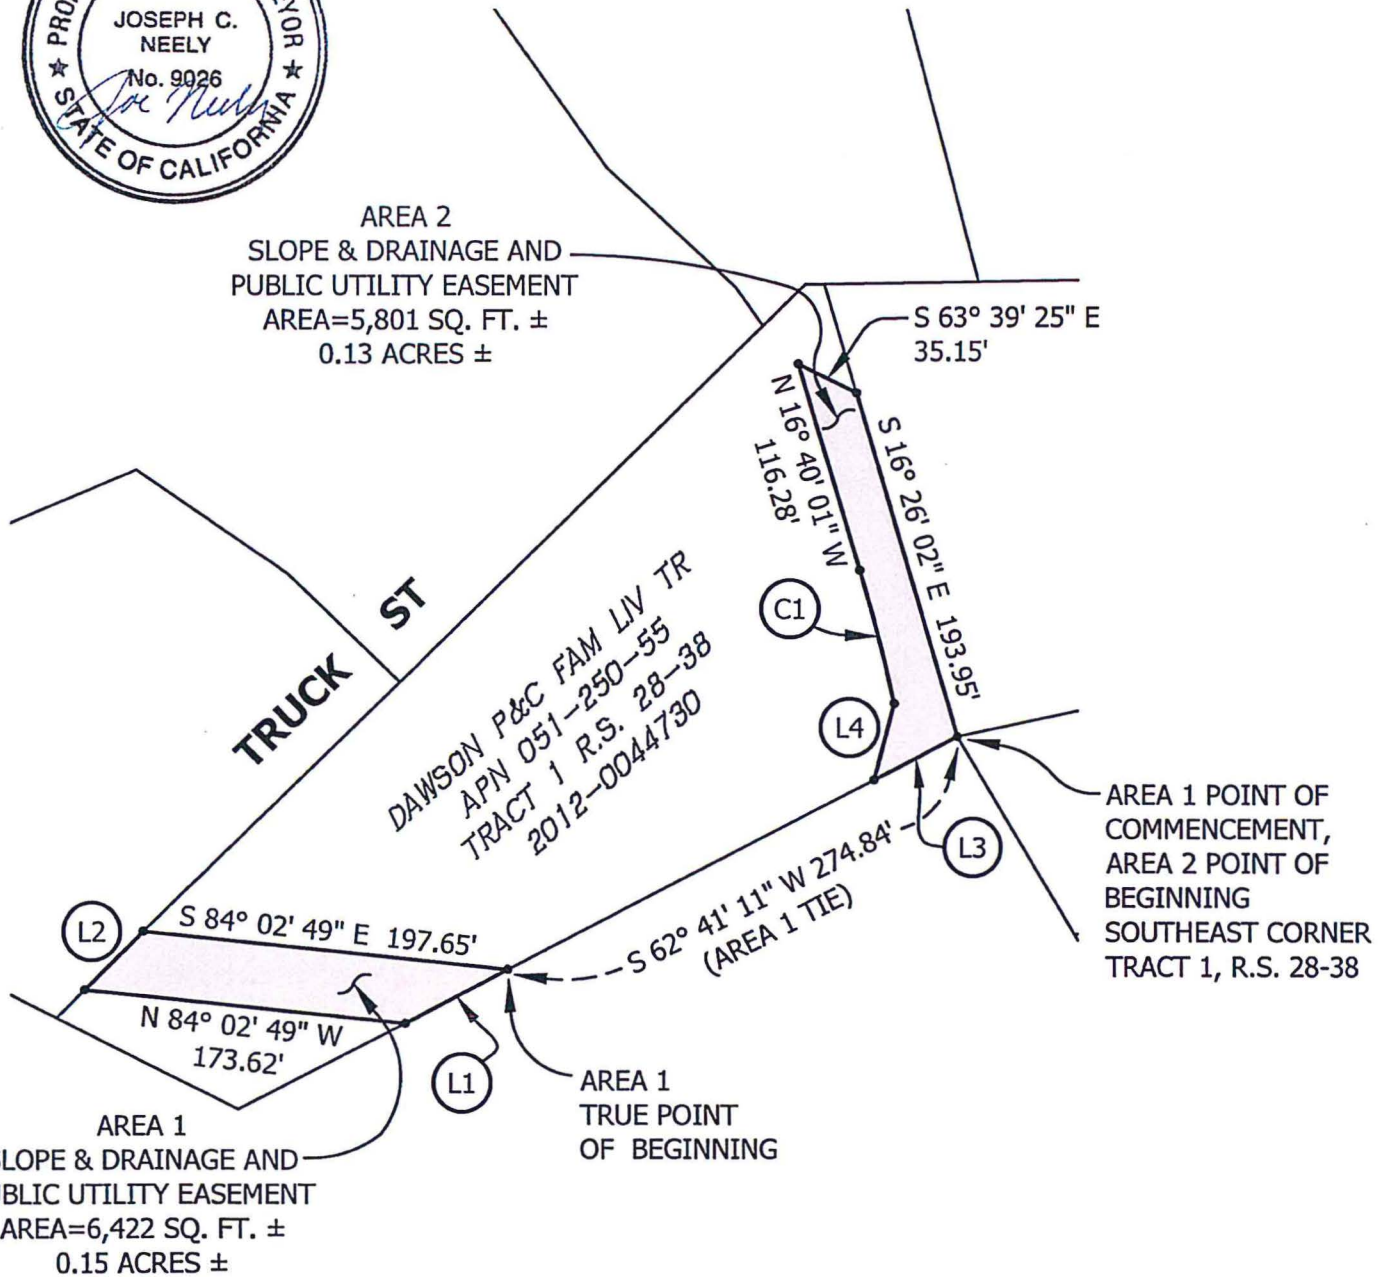 JOSEPH C.
NEELY
No. 9026
Joe Neely
STATE OF CALIFORNIA
AREA 2
SLOPE & DRAINAGE AND
PUBLIC UTILITY EASEMENT
AREA=5,801 SQ. FT. ±
0.13 ACRES ±
S 63° 39' 25" E
35.15'
N 16° 40' 01" W
116.28'
S 16° 26' 02" E 193.95'
C1
L4
TRUCK ST
DAWSON P&C FAM LIV TR
APN 051-250-55
TRACT 1 R.S. 28-38
2012-0044730
L3
AREA 1 POINT OF
COMMENCEMENT,
AREA 2 POINT OF
BEGINNING
SOUTHEAST CORNER
TRACT 1, R.S. 28-38
S 62° 41' 11" W 274.84'
(AREA 1 TIE)
L2
S 84° 02' 49" E 197.65'
N 84° 02' 49" W
173.62'
L1
AREA 1
TRUE POINT
OF BEGINNING
AREA 1
LOPE & DRAINAGE AND
BLIC UTILITY EASEMENT
AREA=6,422 SQ. FT. ±
0.15 ACRES ±